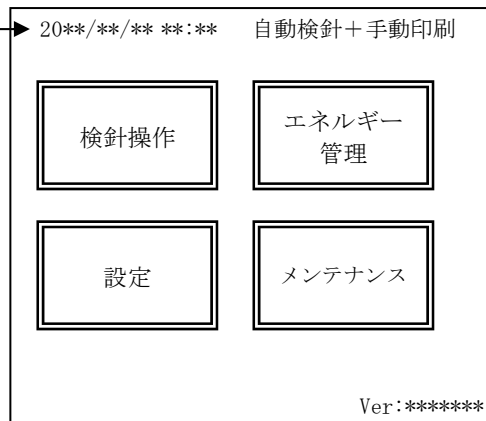 20**/**/** **:** 自動検針＋手動印刷
検針操作
エネルギー
管理
設定
メンテナンス
Ver:*******